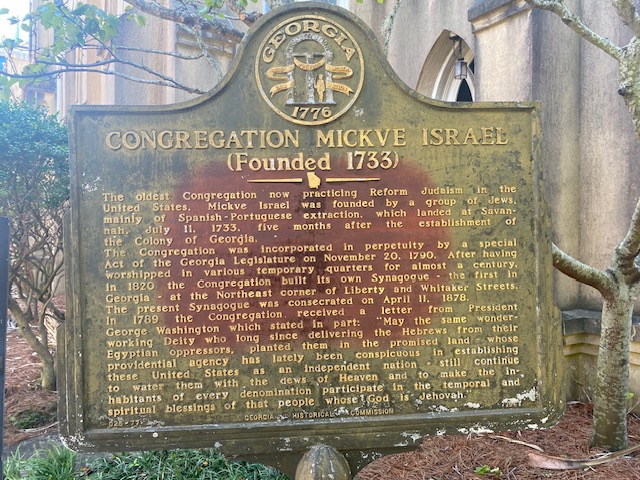 GEORGIA
1776
CONGREGATION MICKVE ISRAEL
(Founded 1733)
The oldest Congregation now practicing Reform Judaism in the
United States, Mickve Israel was founded by a group of Jews,
mainly of Spanish-Portuguese extraction, which landed at Savan-
nah, July 11, 1733, five months after the establishment of
the Colony of Georgia.
The Congregation was incorporated in perpetuity by a special
Act of the Georgia Legislature on November 20, 1790. After having
worshipped in various temporary quarters for almost a century,
in 1820 the Congregation built its own Synagogue - the first in
Georgia - at the Northeast corner of Liberty and Whitaker Streets.
The present Synagogue was consecrated on April 11, 1878.
In 1789 the Congregation received a letter from President
George Washington which stated in part: "May the same wonder-
working Deity who long since delivering the Hebrews from their
Egyptian oppressors, planted them in the promised land - whose
providential agency has lately been conspicuous in establishing
these United States as an independent nation - still continue
to water them with the dews of Heaven and to make the in-
habitants of every denomination participate in the temporal and
spiritual blessings of that people whose God is Jehovah."
GEORGIA HISTORICAL COMMISSION